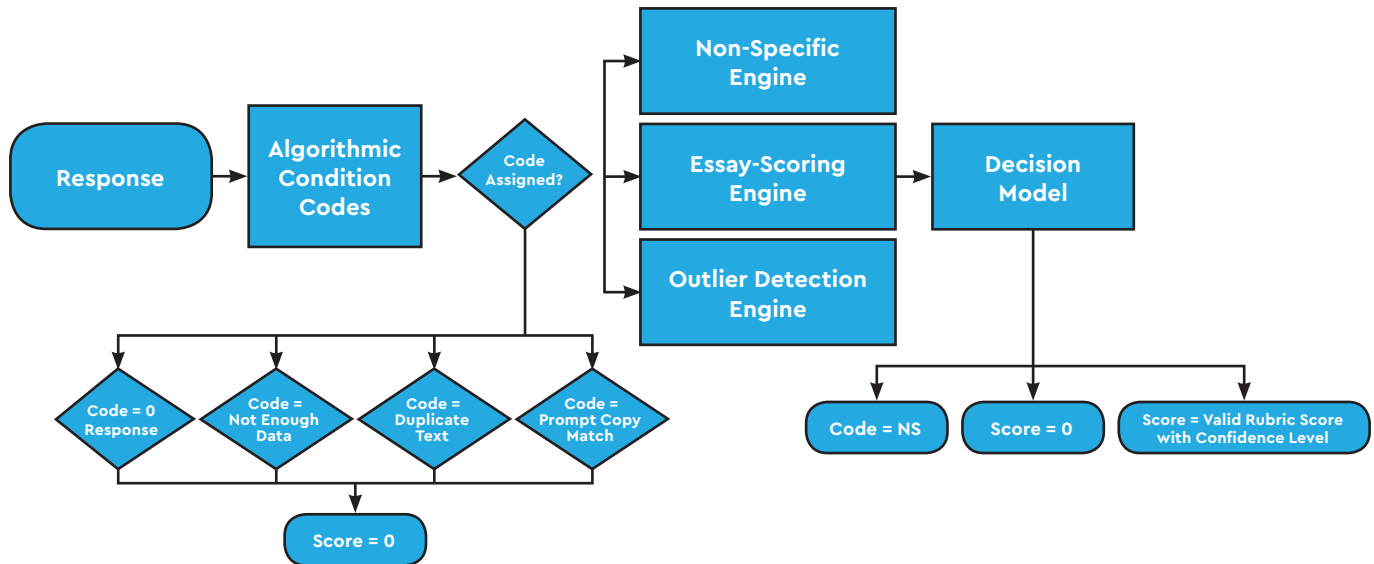 Response
Algorithmic
Condition
Codes
Code
Assigned?
Non-Specific
Engine
Essay-Scoring
Engine
Outlier Detection
Engine
Decision
Model
Code = 0
Response
Code =
Not Enough
Data
Code =
Duplicate
Text
Code =
Prompt Copy
Match
Score = 0
Code = NS
Score = 0
Score = Valid Rubric Score
with Confidence Level